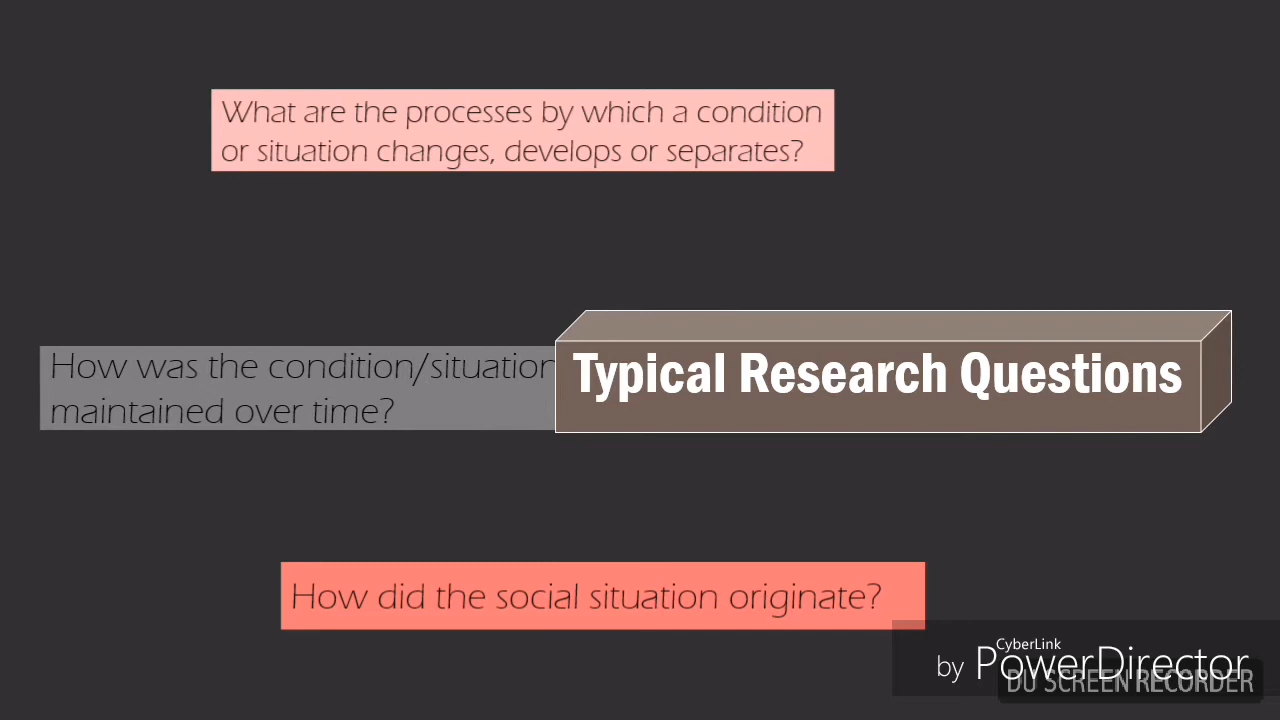 What are the processes by which a condition
or situation changes, develops or separates?
How was the condition/situation
maintained over time?
Typical Research Questions
How did the social situation originate?
CyberLink
by PowerDirector
DU SCREEN RECORDER